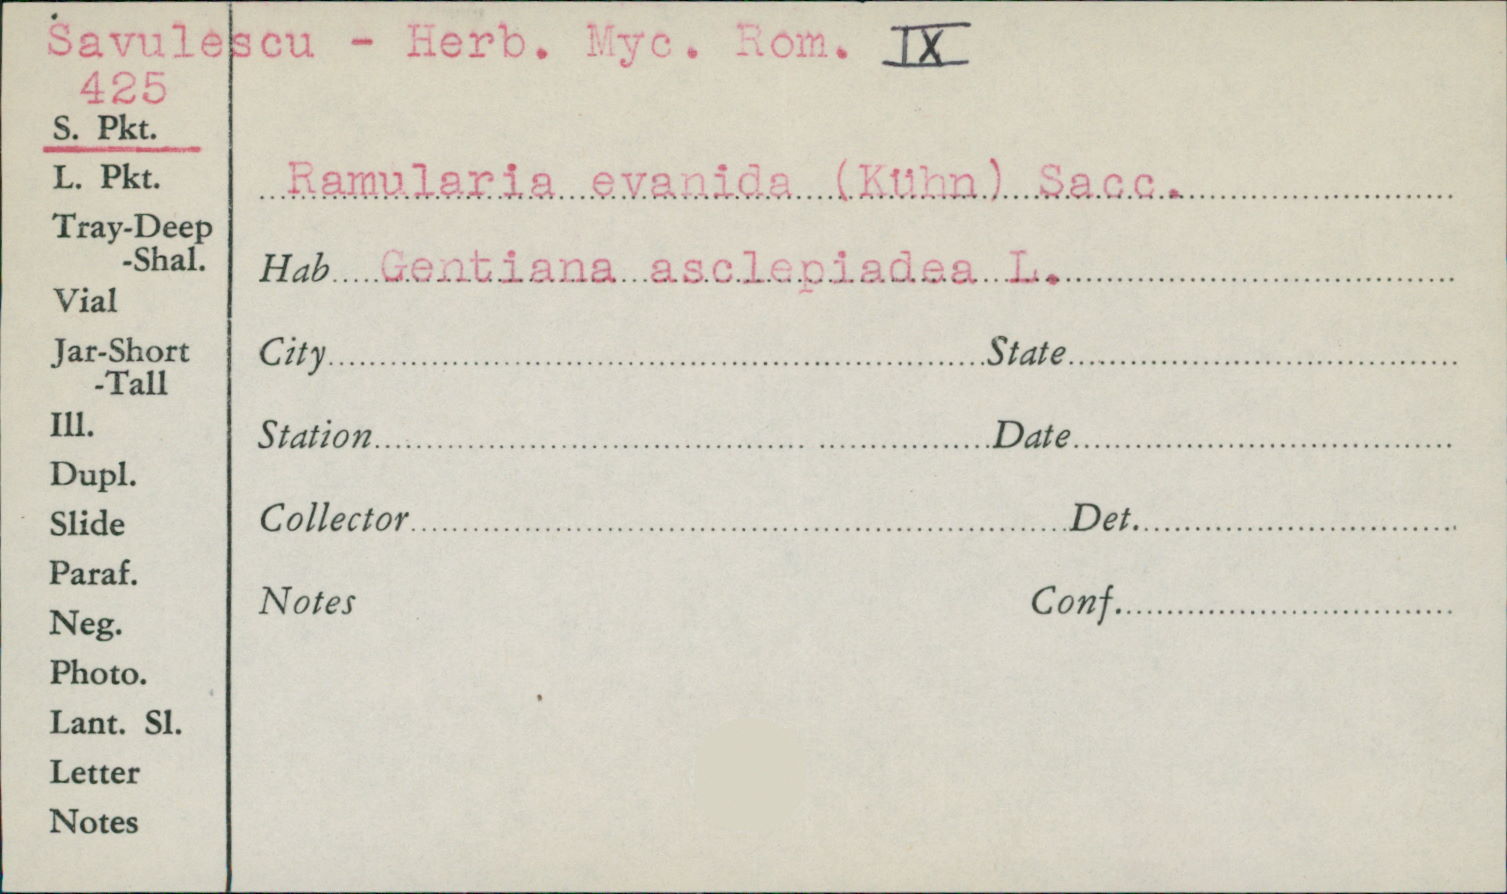 Savulescu - Herb. Myc. Rom. IX
425
S. Pkt.
L. Pkt.
Tray-Deep
-Shal.
Vial
Jar-Short
-Tall
Ill.
Dupl.
Slide
Paraf.
Neg.
Photo.
Lant. Sl.
Letter
Notes
Ramularia evanida (Kühn) Sacc.
Hab Gentiana asclepiadea L.
City State
Station Date
Collector Det.
Notes Conf.